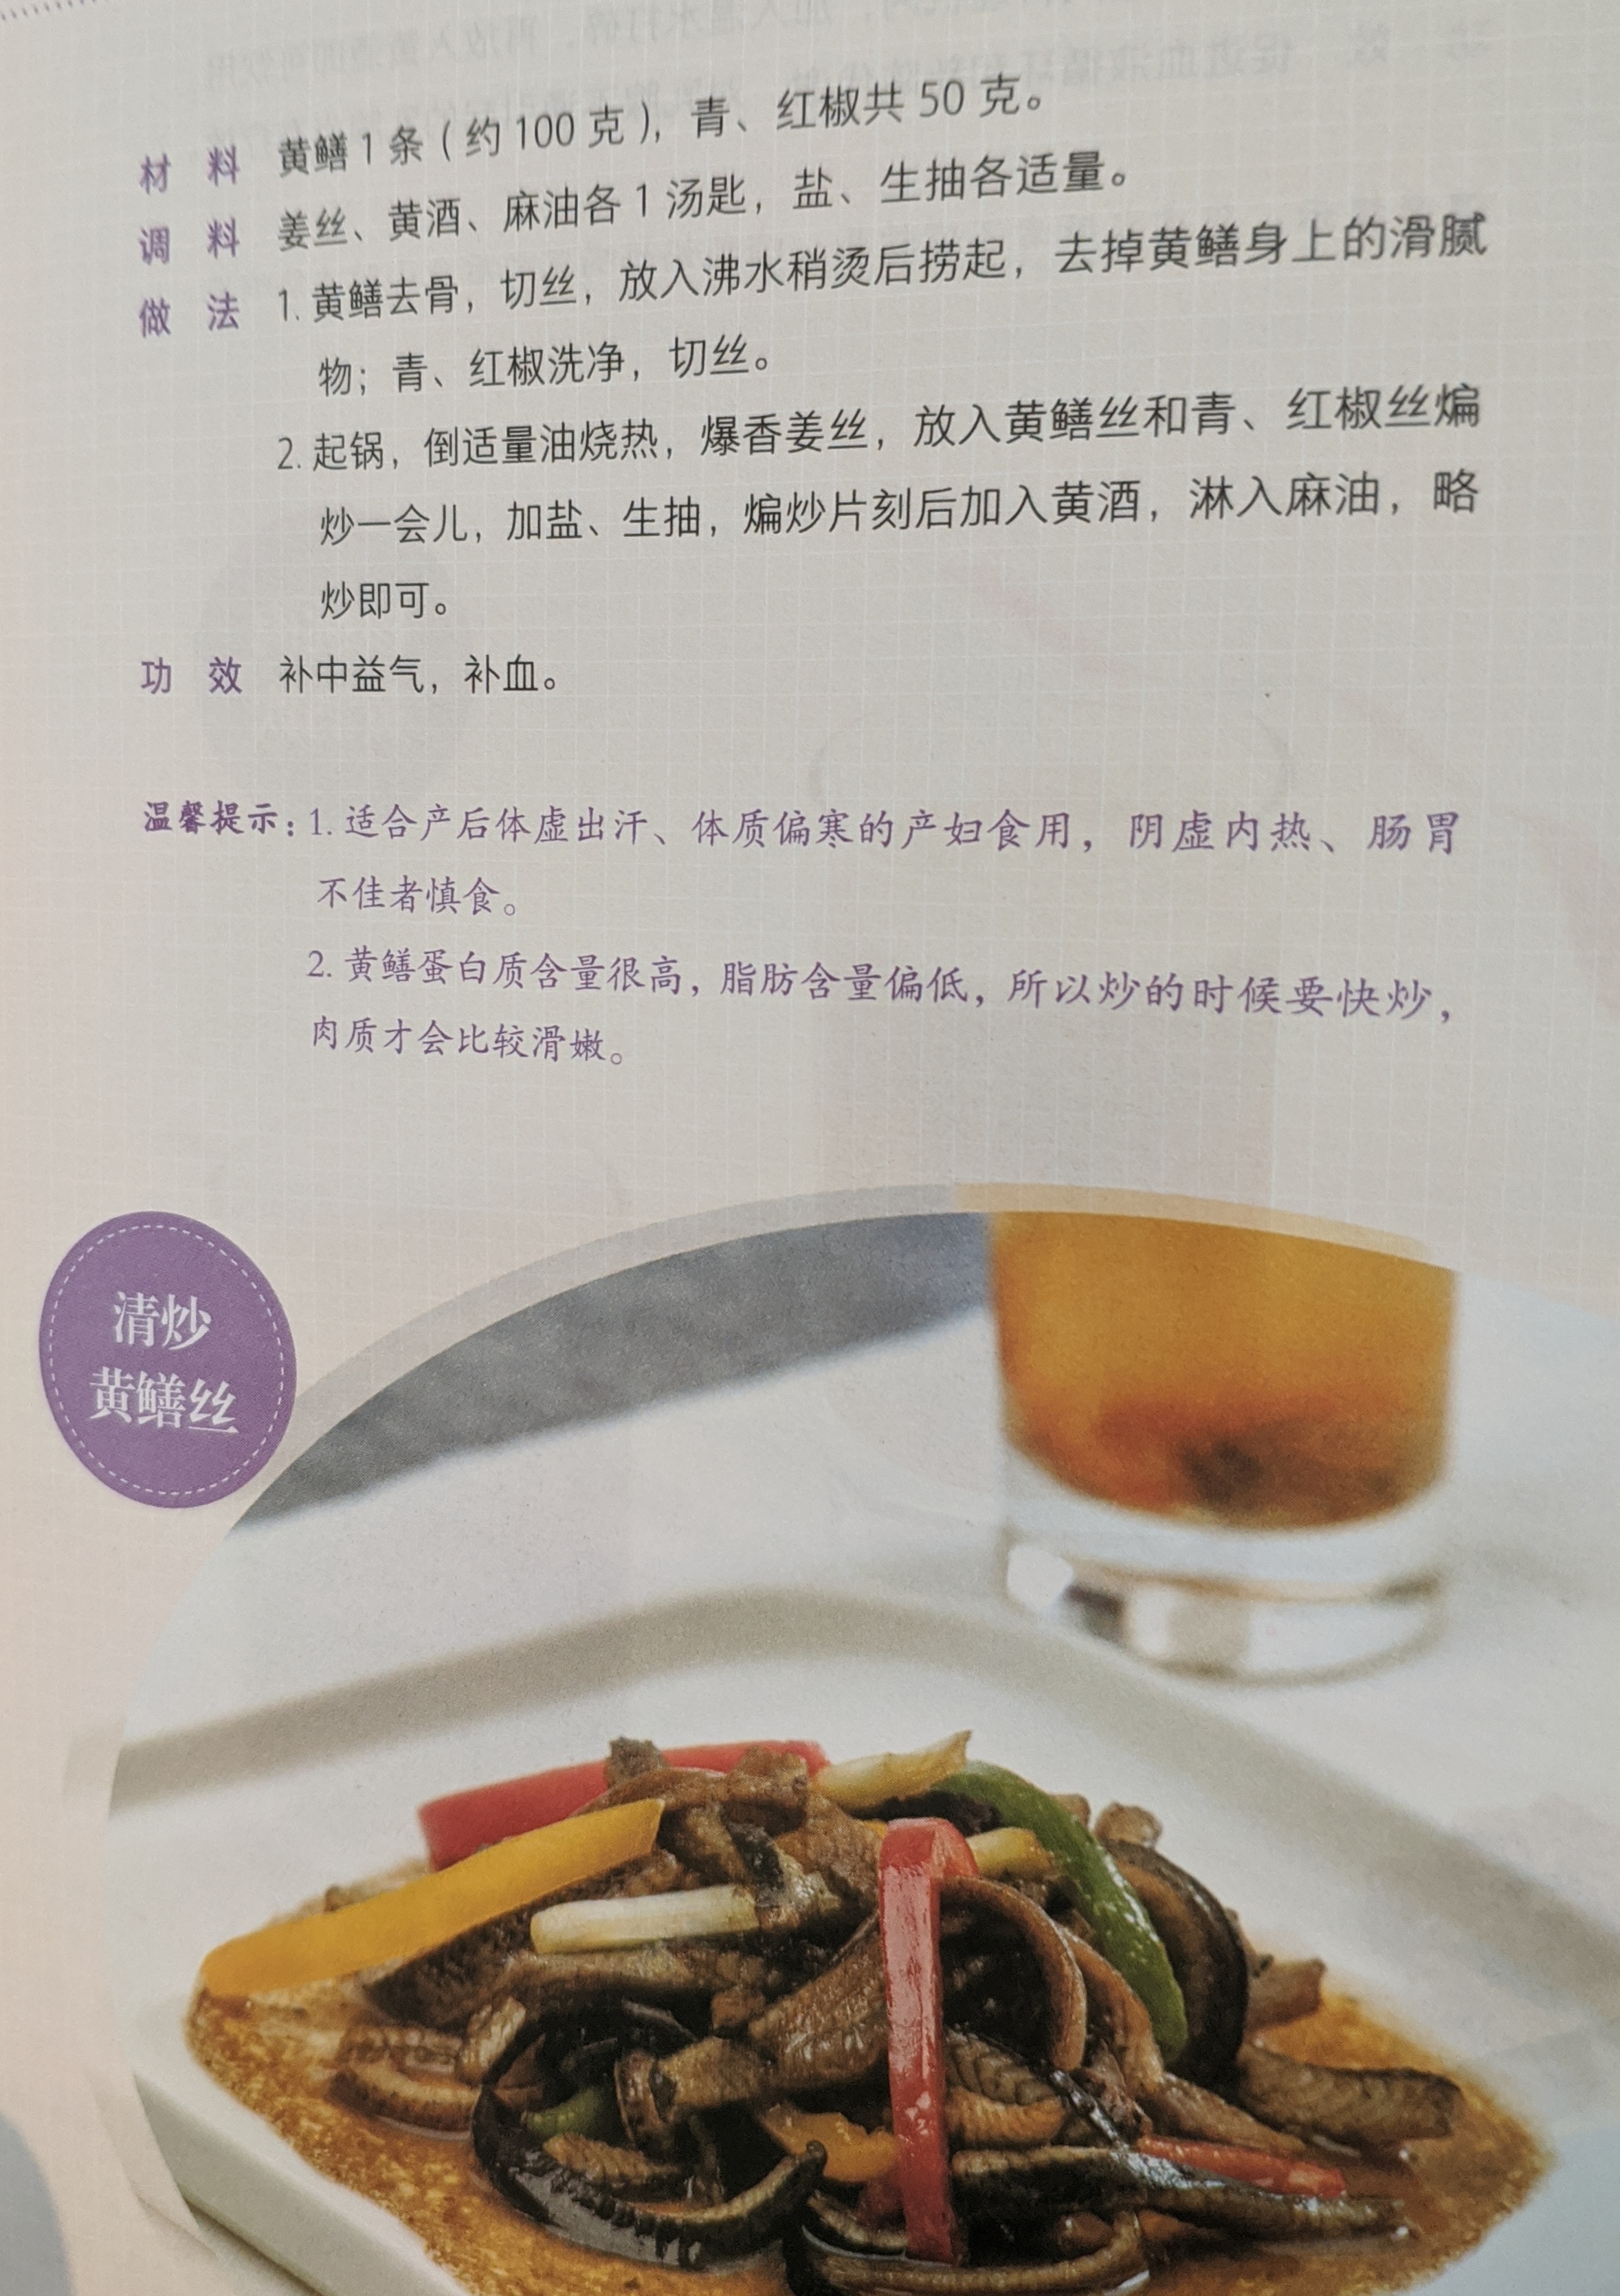 材 料 黄鳝1条（约100克），青、红椒共50克。
调 料 姜丝、黄酒、麻油各1汤匙，盐、生抽各适量。
做 法 1. 黄鳝去骨，切丝，放入沸水稍烫后捞起，去掉黄鳝身上的滑腻
物；青、红椒洗净，切丝。
2. 起锅，倒适量油烧热，爆香姜丝，放入黄鳝丝和青、红椒丝煸
炒一会儿，加盐、生抽，煸炒片刻后加入黄酒，淋入麻油，略
炒即可。
功 效 补中益气，补血。
温馨提示：1. 适合产后体虚出汗、体质偏寒的产妇食用，阴虚内热、肠胃
不佳者慎食。
2. 黄鳝蛋白质含量很高，脂肪含量偏低，所以炒的时候要快炒，
肉质才会比较滑嫩。
清炒
黄鳝丝